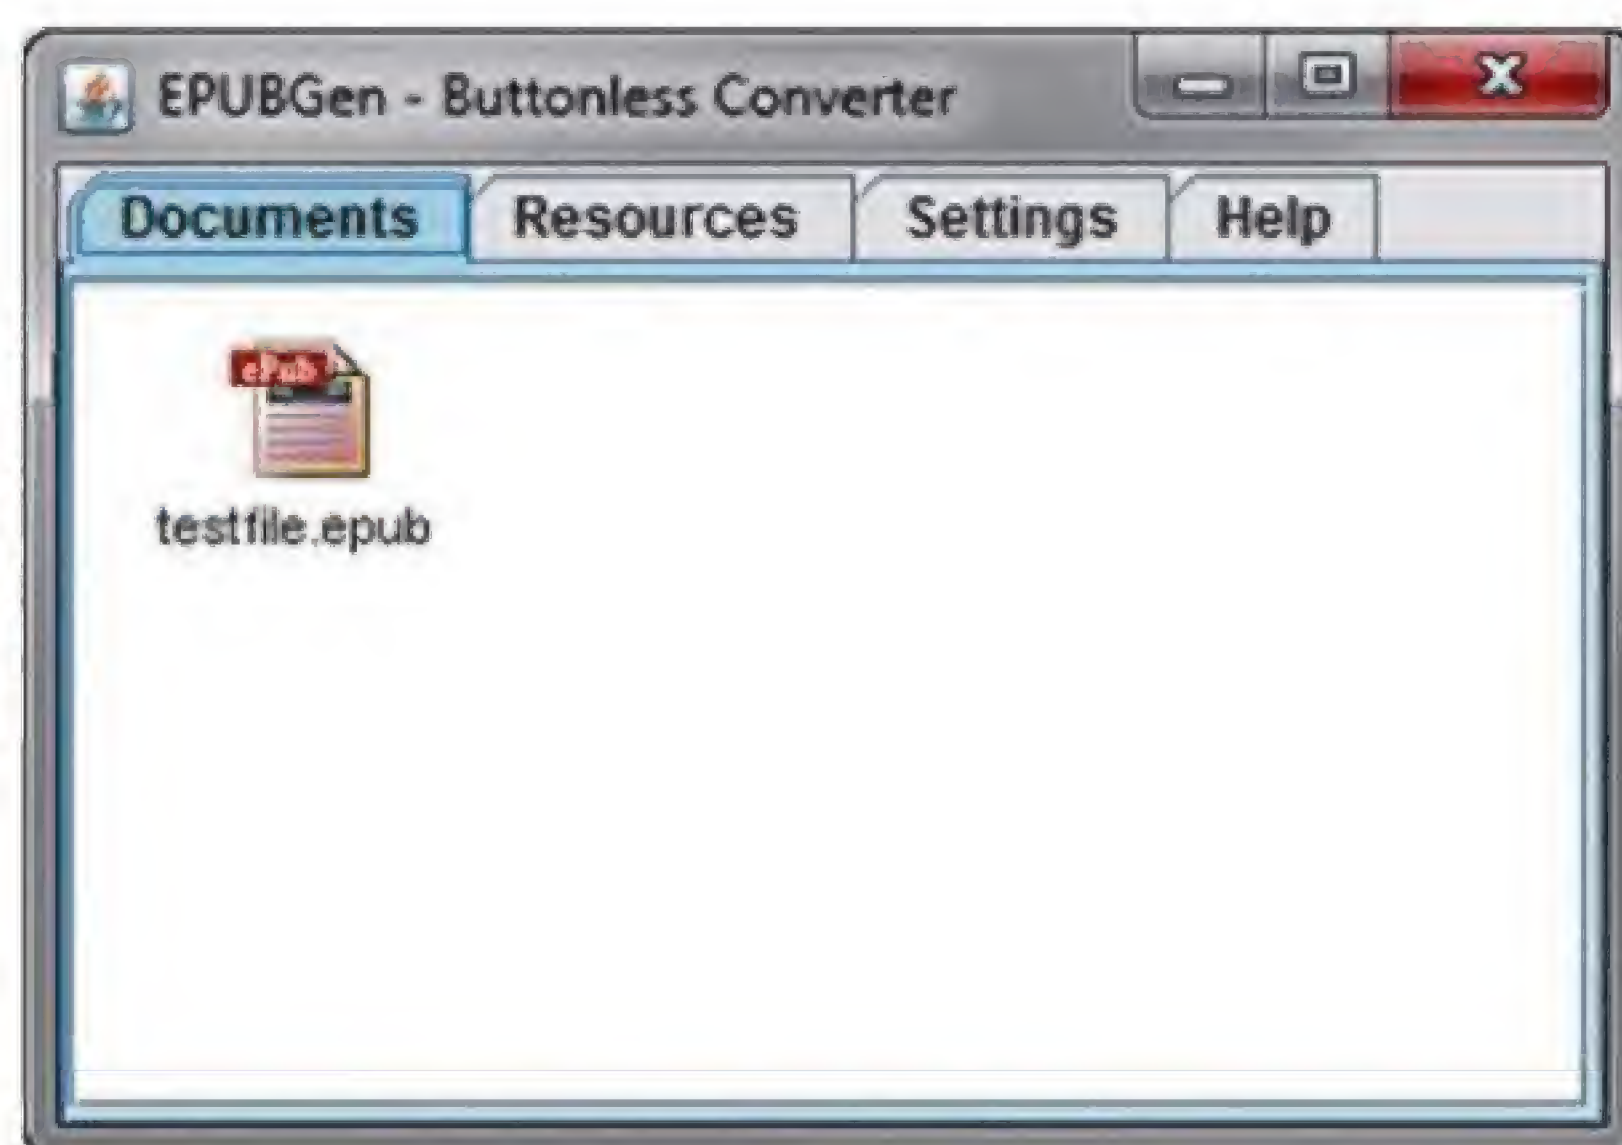 EPUBGen - Buttonless Converter
Documents Resources Settings Help
ePub
testfile.epub